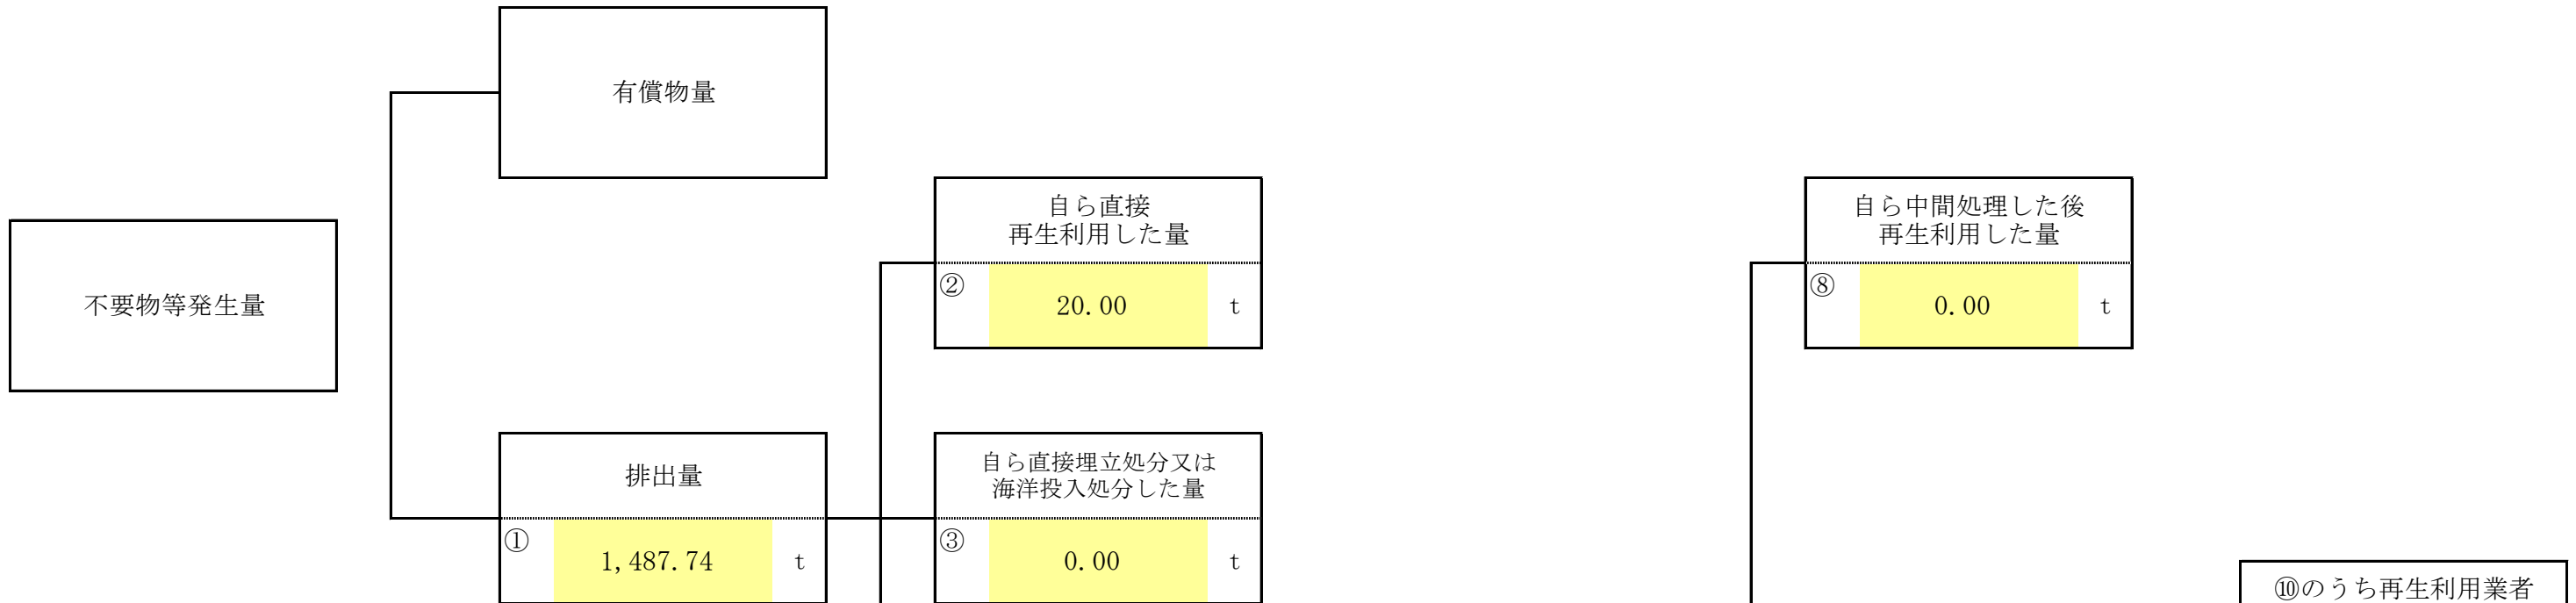 有償物量
自ら直接
再生利用した量
② 20.00 t
自ら中間処理した後
再生利用した量
⑧ 0.00 t
不要物等発生量
排出量
① 1,487.74 t
自ら直接埋立処分又は
海洋投入処分した量
③ 0.00 t
⑩のうち再生利用業者